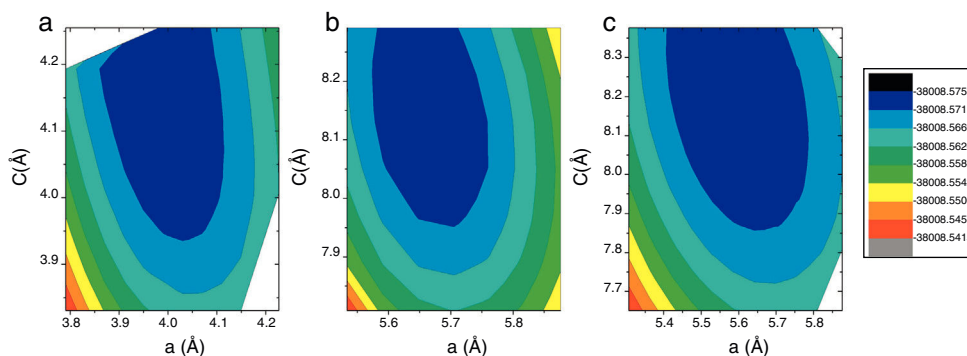 a
b
c
C(Å)
4.2
4.1
4.0
3.9
3.8 3.9 4.0 4.1 4.2
a (Å)
C(Å)
8.2
8.1
8.0
7.9
5.6 5.7 5.8
a (Å)
C(Å)
8.3
8.2
8.1
8.0
7.9
7.8
7.7
5.4 5.5 5.6 5.7 5.8
a (Å)
-38008.575
-38008.571
-38008.566
-38008.562
-38008.558
-38008.554
-38008.550
-38008.545
-38008.541